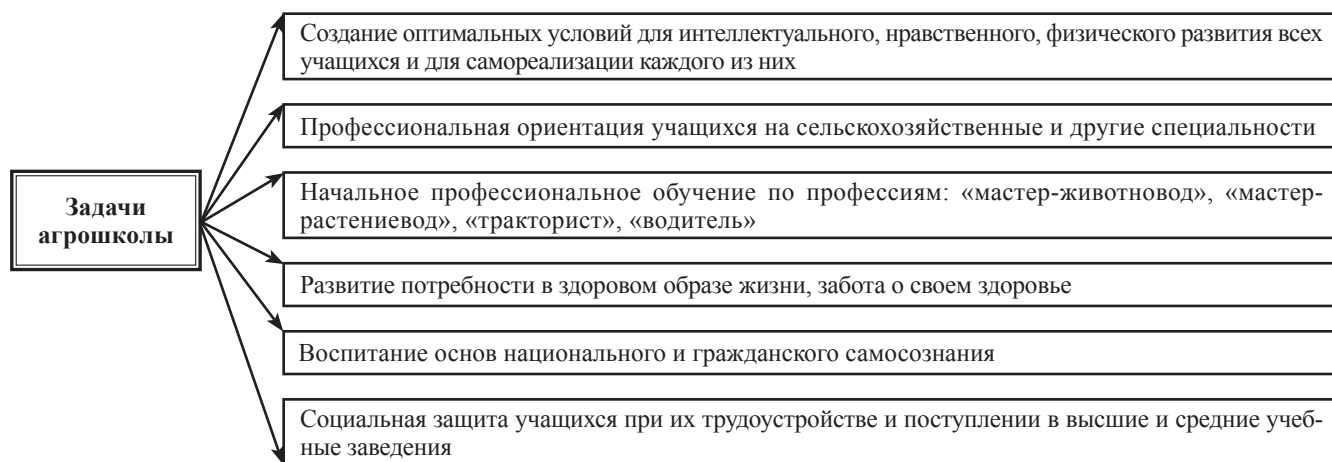 Создание оптимальных условий для интеллектуального, нравственного, физического развития всех
учащихся и для самореализации каждого из них
Профессиональная ориентация учащихся на сельскохозяйственные и другие специальности
Задачи
агрошколы
Начальное профессиональное обучение по профессиям: «мастер-животновод», «мастер-
растениевод», «тракторист», «водитель»
Развитие потребности в здоровом образе жизни, забота о своем здоровье
Воспитание основ национального и гражданского самосознания
Социальная защита учащихся при их трудоустройстве и поступлении в высшие и средние учеб-
ные заведения